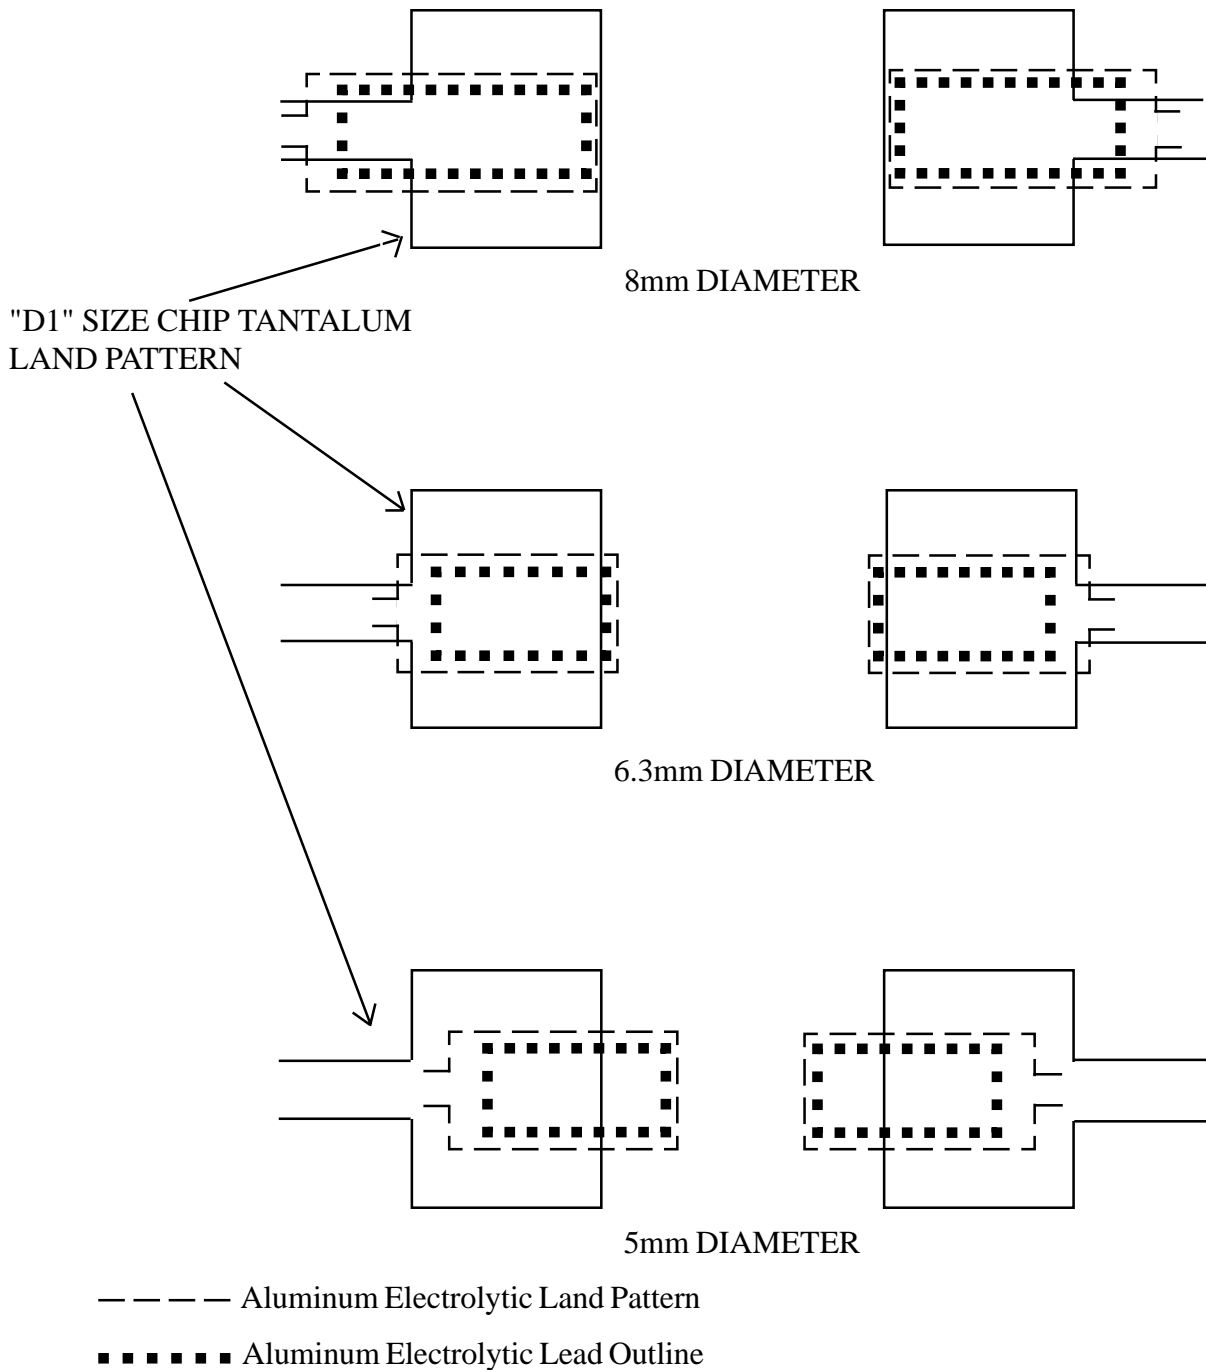 8mm DIAMETER
"D1" SIZE CHIP TANTALUM
LAND PATTERN
6.3mm DIAMETER
5mm DIAMETER
Aluminum Electrolytic Land Pattern
Aluminum Electrolytic Lead Outline